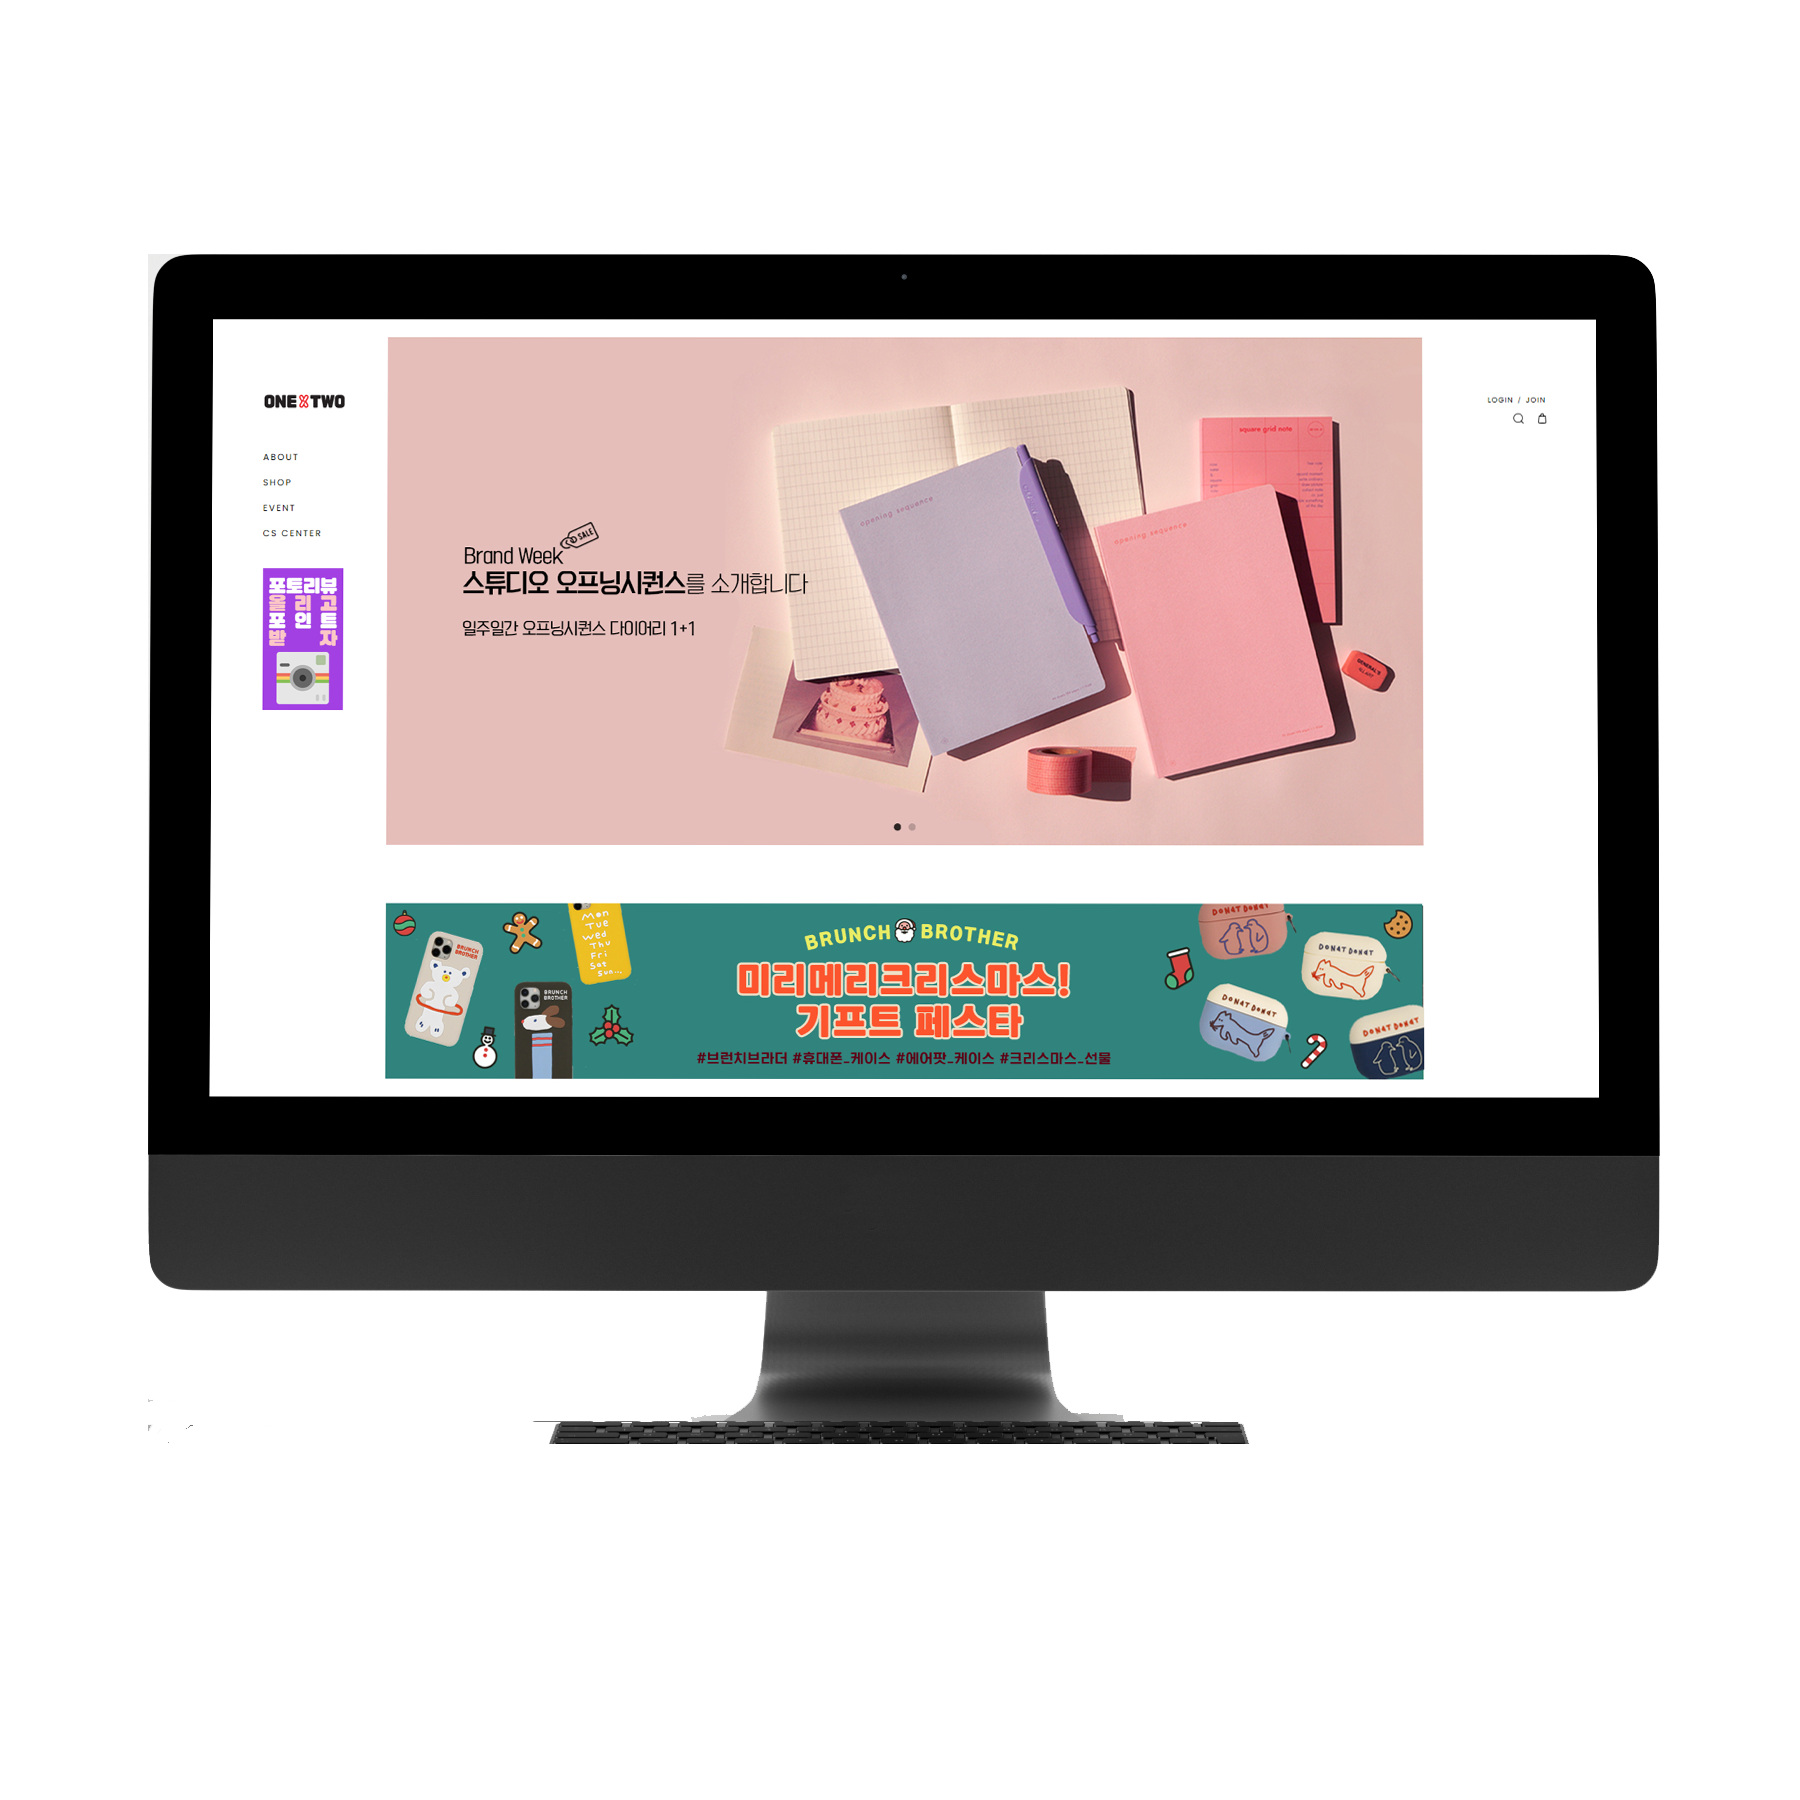 ONE TWO
ABOUT
SHOP
EVENT
CS CENTER
포토리뷰
올 리 고
포 인 트
받 자
LOGIN / JOIN
SALE
Brand Week
스튜디오 오프닝시퀀스를 소개합니다
일주일간 오프닝시퀀스 다이어리 1+1
opening sequence
opening sequence
square grid note
GENERAL'S
BRUNCH BROTHER
미리메리크리스마스!
기프트 페스타
#브런치브라더 #휴대폰_케이스 #에어팟_케이스 #크리스마스_선물
BRUNCH
BROTHER
Mon
Tue
Wed
Thu
Fri
Sat
Sun...
BRUNCH
BROTHER
DONAT DONAT
DONAT DONAT
DONAT DONAT
DONAT DONAT